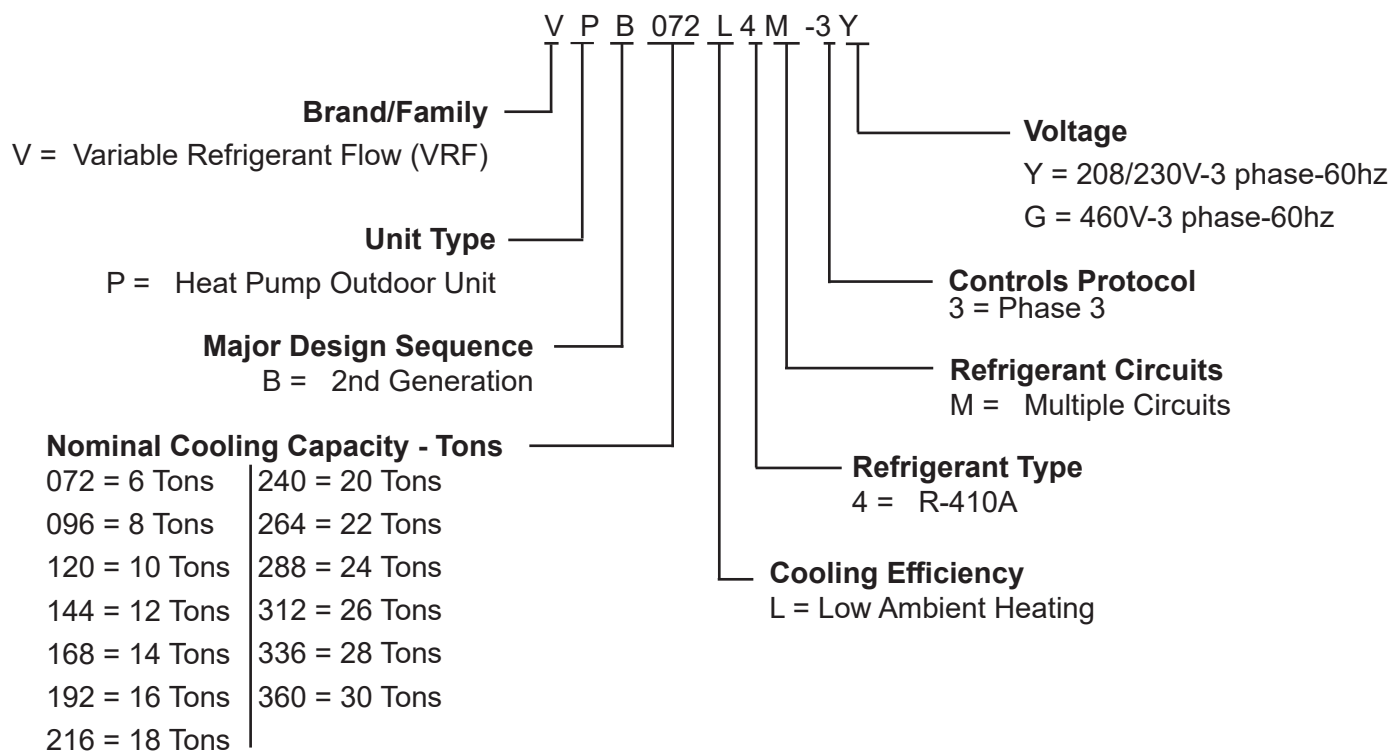 V P B 072 L 4 M -3 Y
Brand/Family
V = Variable Refrigerant Flow (VRF)
Unit Type
P = Heat Pump Outdoor Unit
Major Design Sequence
B = 2nd Generation
Nominal Cooling Capacity - Tons
072 = 6 Tons
096 = 8 Tons
120 = 10 Tons
144 = 12 Tons
168 = 14 Tons
192 = 16 Tons
216 = 18 Tons
240 = 20 Tons
264 = 22 Tons
288 = 24 Tons
312 = 26 Tons
336 = 28 Tons
360 = 30 Tons
Voltage
Y = 208/230V-3 phase-60hz
G = 460V-3 phase-60hz
Controls Protocol
3 = Phase 3
Refrigerant Circuits
M = Multiple Circuits
Refrigerant Type
4 = R-410A
Cooling Efficiency
L = Low Ambient Heating